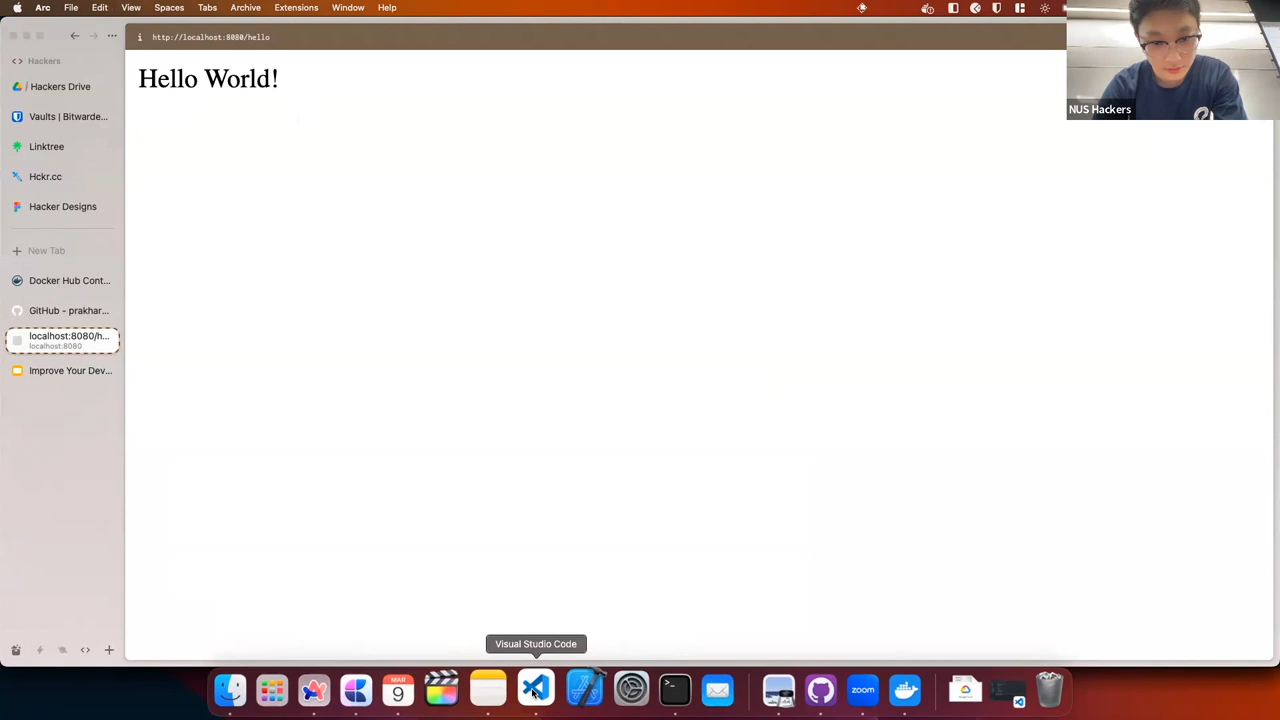 Arc File Edit View Spaces Tabs Archive Extensions Window Help
http://localhost:8080/hello
Hackers
/ Hackers Drive
Vaults | Bitwarde...
Linktree
Hckr.cc
Hacker Designs
New Tab
Docker Hub Cont...
GitHub - prakhar...
localhost:8080/h...
localhost:8080
Improve Your Dev...
Hello World!
NUS Hackers
Visual Studio Code
MAR
9
zoom